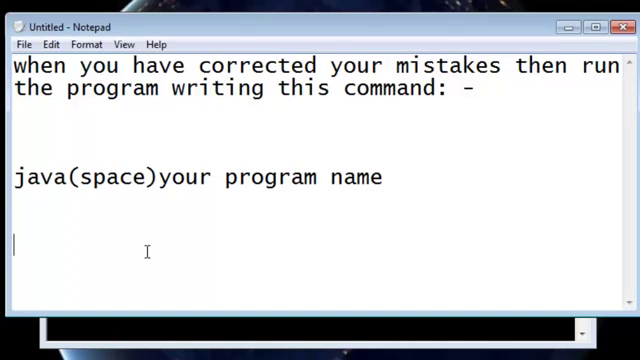 Untitled - Notepad
File Edit Format View Help
when you have corrected your mistakes then run
the program writing this command: -
java(space)your program name